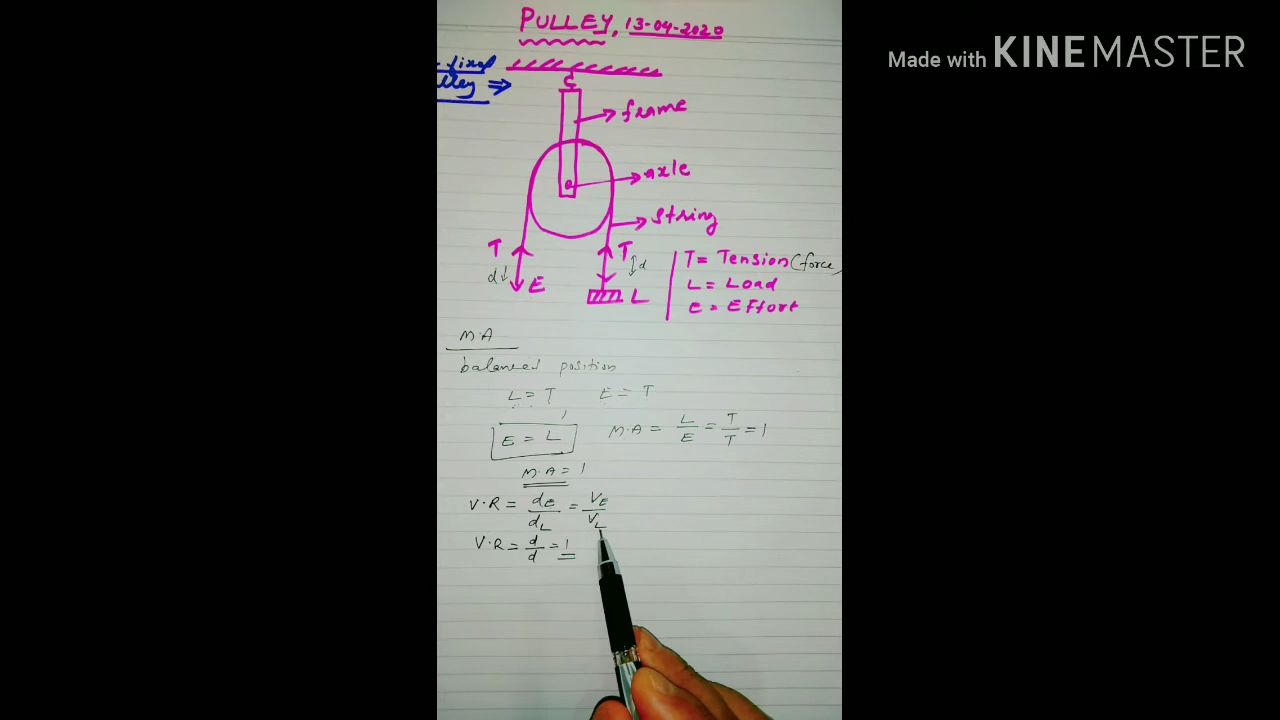 PULLEY, 13-04-2020
Made with KINEMASTER
fixed
lley ⇒
C
frame
axle
string
T
T
d↓
↕d
E
L
T = Tension (force)
L = Load
E = Effort
M.A
balanced position
L = T E = T
E = L M.A = L/E = T/T = 1
M.A = 1
V.R = dE/dL = VE/VL
V.R = d/d = 1